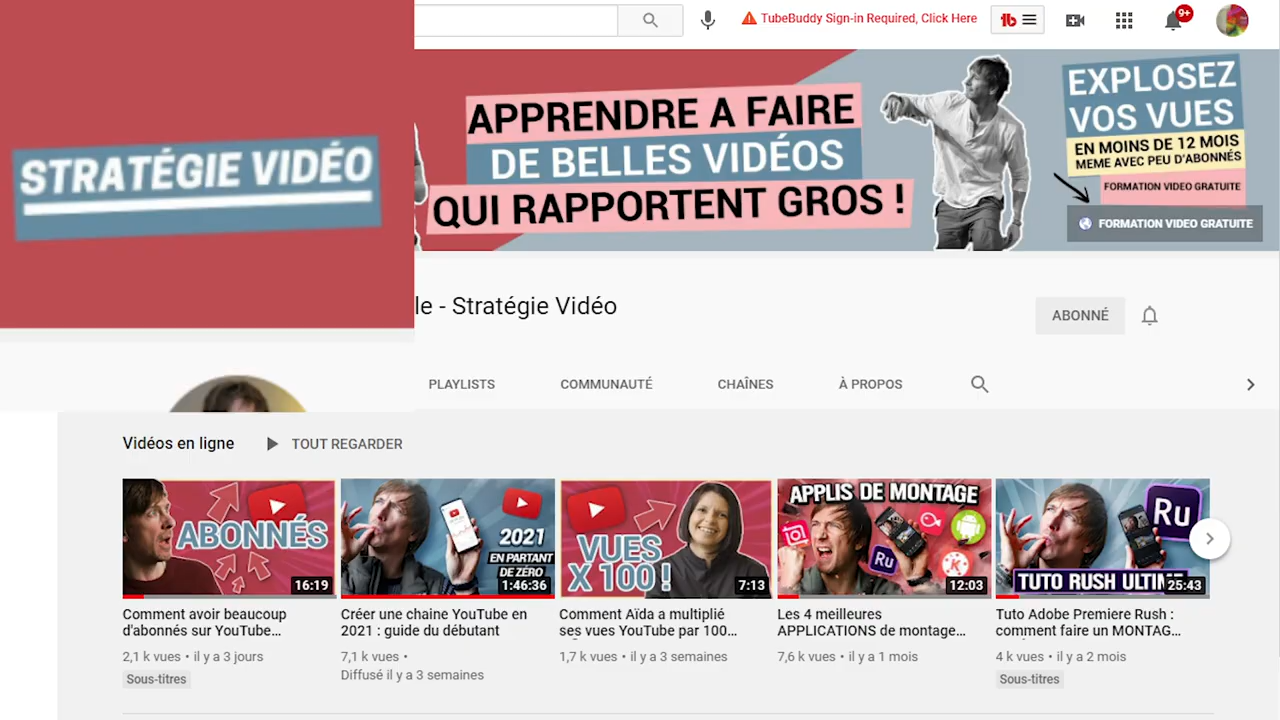 TubeBuddy Sign-in Required, Click Here
9+
STRATÉGIE VIDÉO
APPRENDRE A FAIRE
DE BELLES VIDÉOS
QUI RAPPORTENT GROS !
EXPLOSEZ
VOS VUES
EN MOINS DE 12 MOIS
MEME AVEC PEU D'ABONNÉS
FORMATION VIDEO GRATUITE
FORMATION VIDEO GRATUITE
le - Stratégie Vidéo
ABONNÉ
PLAYLISTS
COMMUNAUTÉ
CHAÎNES
À PROPOS
Vidéos en ligne
TOUT REGARDER
ABONNÉS
16:19
2021
EN PARTANT
DE ZÉRO
1:46:36
VUES
X 100 !
7:13
APPLIS DE MONTAGE
Ru
12:03
Ru
TUTO RUSH ULTIM
25:43
Comment avoir beaucoup
d'abonnés sur YouTube…
2,1 k vues • il y a 3 jours
Sous-titres
Créer une chaine YouTube en
2021 : guide du débutant
7,1 k vues •
Diffusé il y a 3 semaines
Comment Aïda a multiplié
ses vues YouTube par 100…
1,7 k vues • il y a 3 semaines
Les 4 meilleures
APPLICATIONS de montage…
7,6 k vues • il y a 1 mois
Tuto Adobe Premiere Rush :
comment faire un MONTAG…
4 k vues • il y a 2 mois
Sous-titres